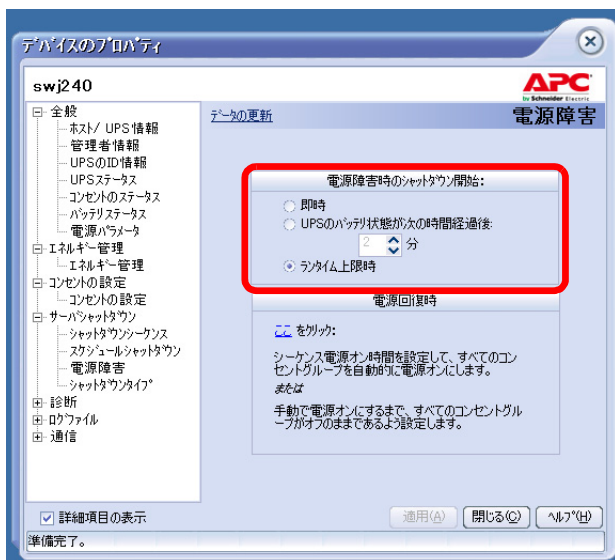 デバイスのプロパティ
swj240
APC
by Schneider Electric
全般
ホスト/ UPS情報
管理者情報
UPSのID情報
UPSステータス
コンセントのステータス
バッテリステータス
電源パラメータ
エネルギー管理
エネルギー管理
コンセントの設定
コンセントの設定
サーバシャットダウン
シャットダウンシーケンス
スケジュールシャットダウン
電源障害
シャットダウンタイプ
診断
ログファイル
通信
データの更新
電源障害
電源障害時のシャットダウン開始:
即時
UPSのバッテリ状態が次の時間経過後:
2 分
ランタイム上限時
電源回復時
ここ をクリック:
シーケンス電源オン時間を設定して、すべてのコン
セントグループを自動的に電源オンにします。
または
手動で電源オンにするまで、すべてのコンセントグル
ープがオフのままであるよう設定します。
詳細項目の表示
適用(A)
閉じる(C)
ヘルプ(H)
準備完了。